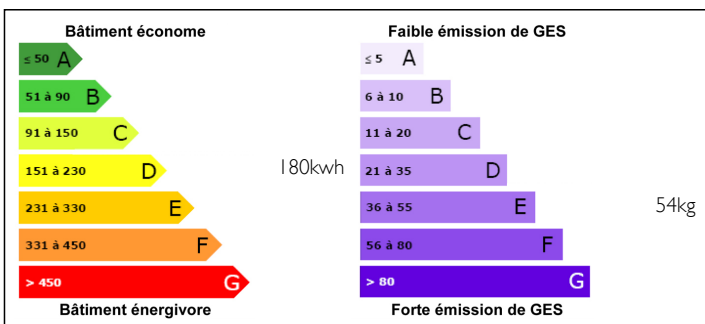 Bâtiment économe
≤ 50 A
51 à 90 B
91 à 150 C
151 à 230 D
180kwh
231 à 330 E
331 à 450 F
> 450 G
Bâtiment énergivore
Faible émission de GES
≤ 5 A
6 à 10 B
11 à 20 C
21 à 35 D
36 à 55 E
54kg
56 à 80 F
> 80 G
Forte émission de GES